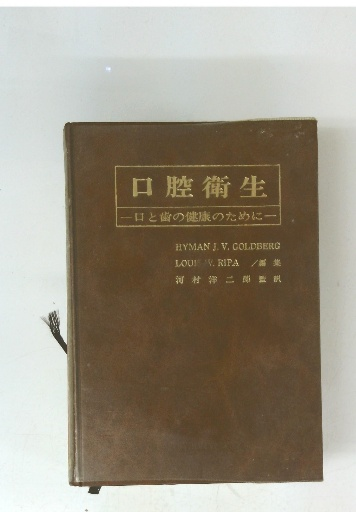 口腔衛生
―口と歯の健康のために―
HYMAN J. V. GOLDBERG
V. RIPA ／編集
河村洋二郎監訳